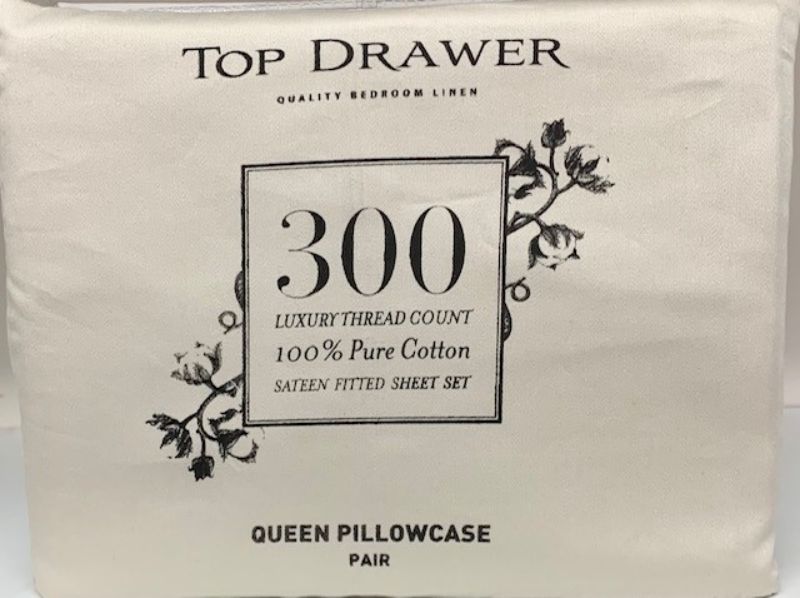 TOP DRAWER
QUALITY BEDROOM LINEN
300
LUXURY THREAD COUNT
100% Pure Cotton
SATEEN FITTED SHEET SET
QUEEN PILLOWCASE
PAIR